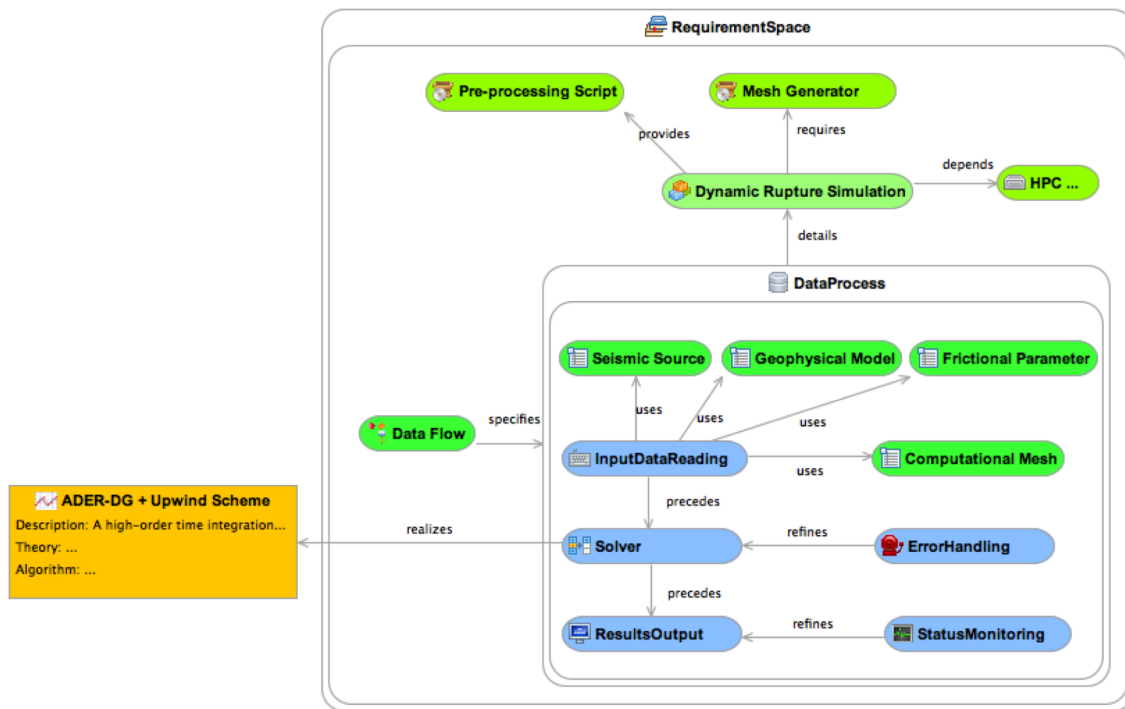 RequirementSpace
Pre-processing Script
Mesh Generator
provides
requires
depends
Dynamic Rupture Simulation
HPC ...
details
DataProcess
Seismic Source
Geophysical Model
Frictional Parameter
specifies
uses
uses
uses
Data Flow
InputDataReading
Computational Mesh
uses
precedes
ADER-DG + Upwind Scheme
Description: A high-order time integration...
Theory: ...
Algorithm: ...
realizes
Solver
refines
ErrorHandling
precedes
ResultsOutput
refines
StatusMonitoring